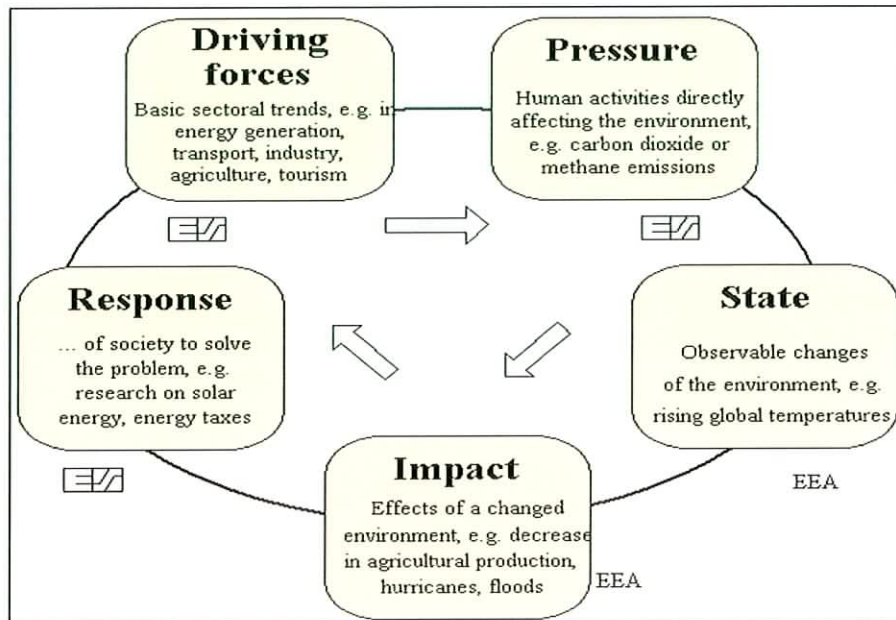 Driving
forces
Basic sectoral trends, e.g. in
energy generation,
transport, industry,
agriculture, tourism
Pressure
Human activities directly
affecting the environment,
e.g. carbon dioxide or
methane emissions
State
Observable changes
of the environment, e.g.
rising global temperatures
EEA
Impact
Effects of a changed
environment, e.g. decrease
in agricultural production,
hurricanes, floods
EEA
Response
... of society to solve
the problem, e.g.
research on solar
energy, energy taxes